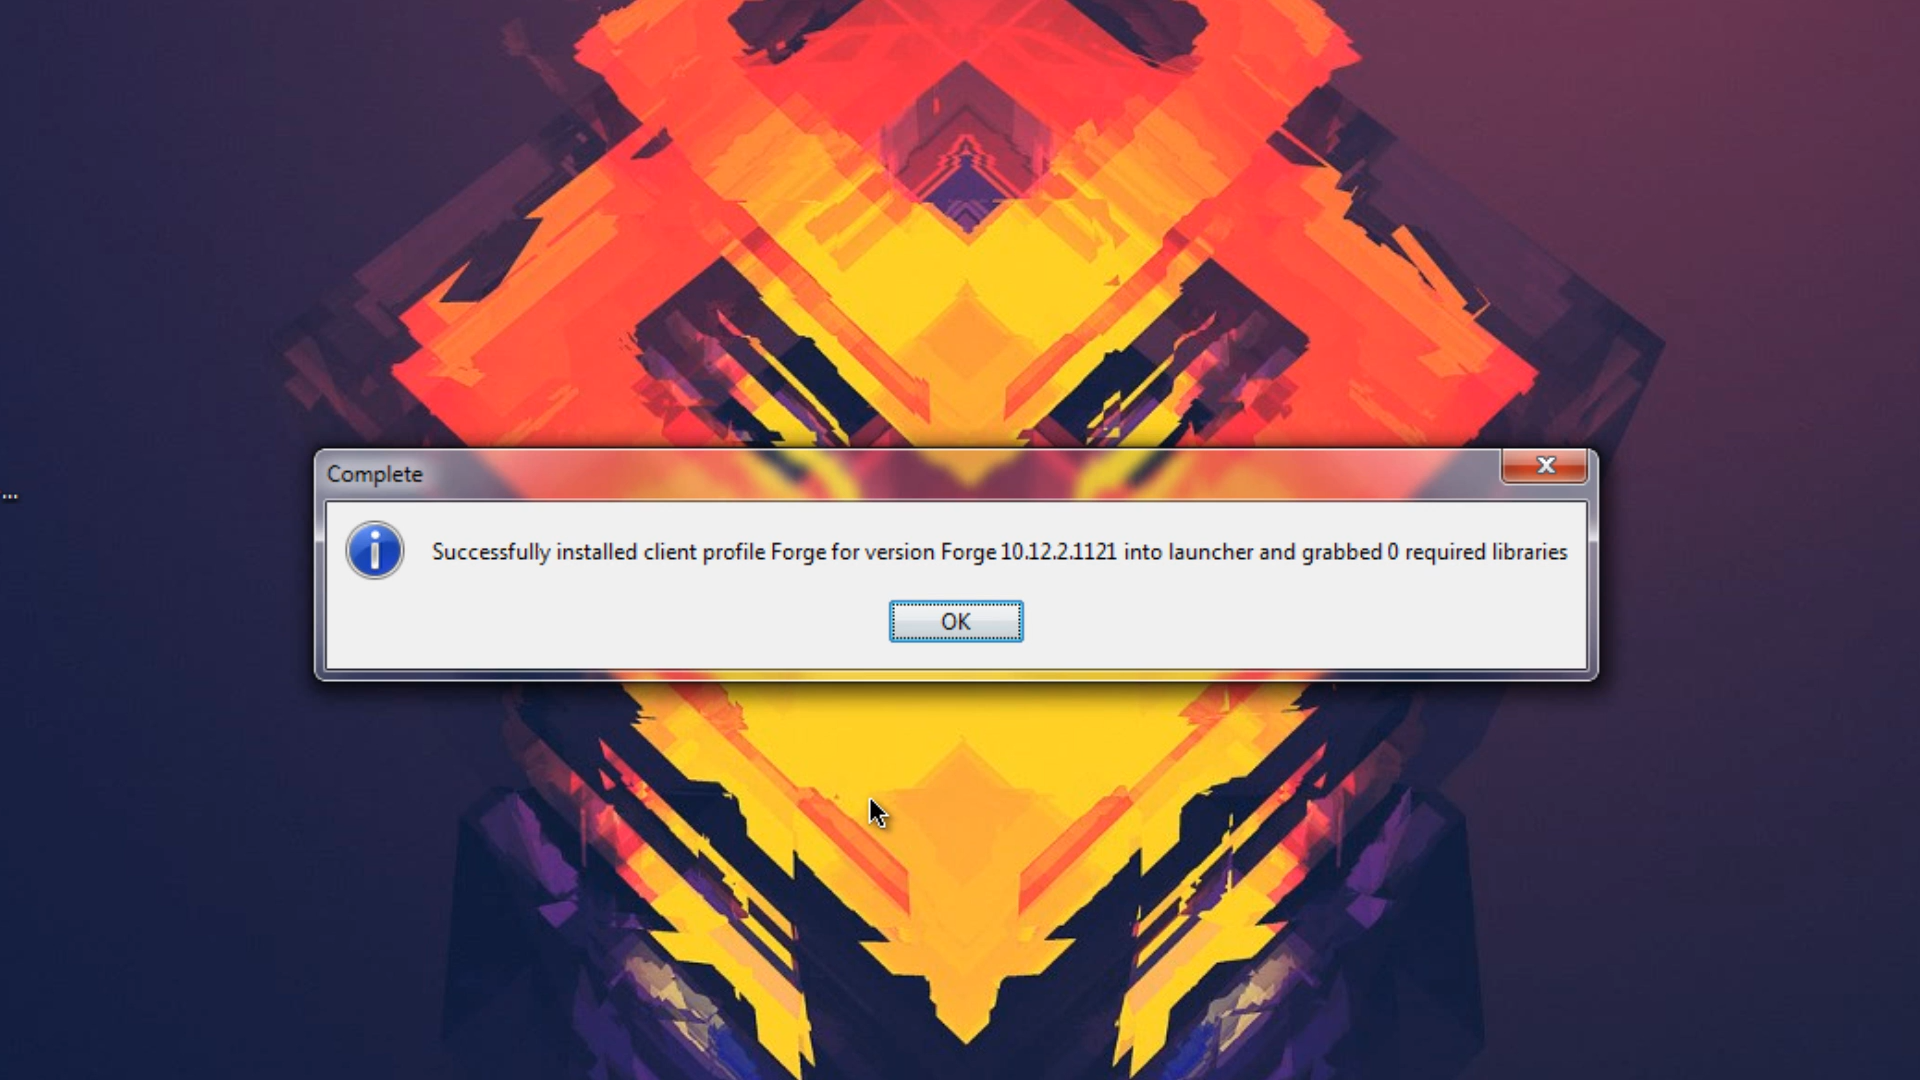 Complete
...
Successfully installed client profile Forge for version Forge 10.12.2.1121 into launcher and grabbed 0 required libraries
OK